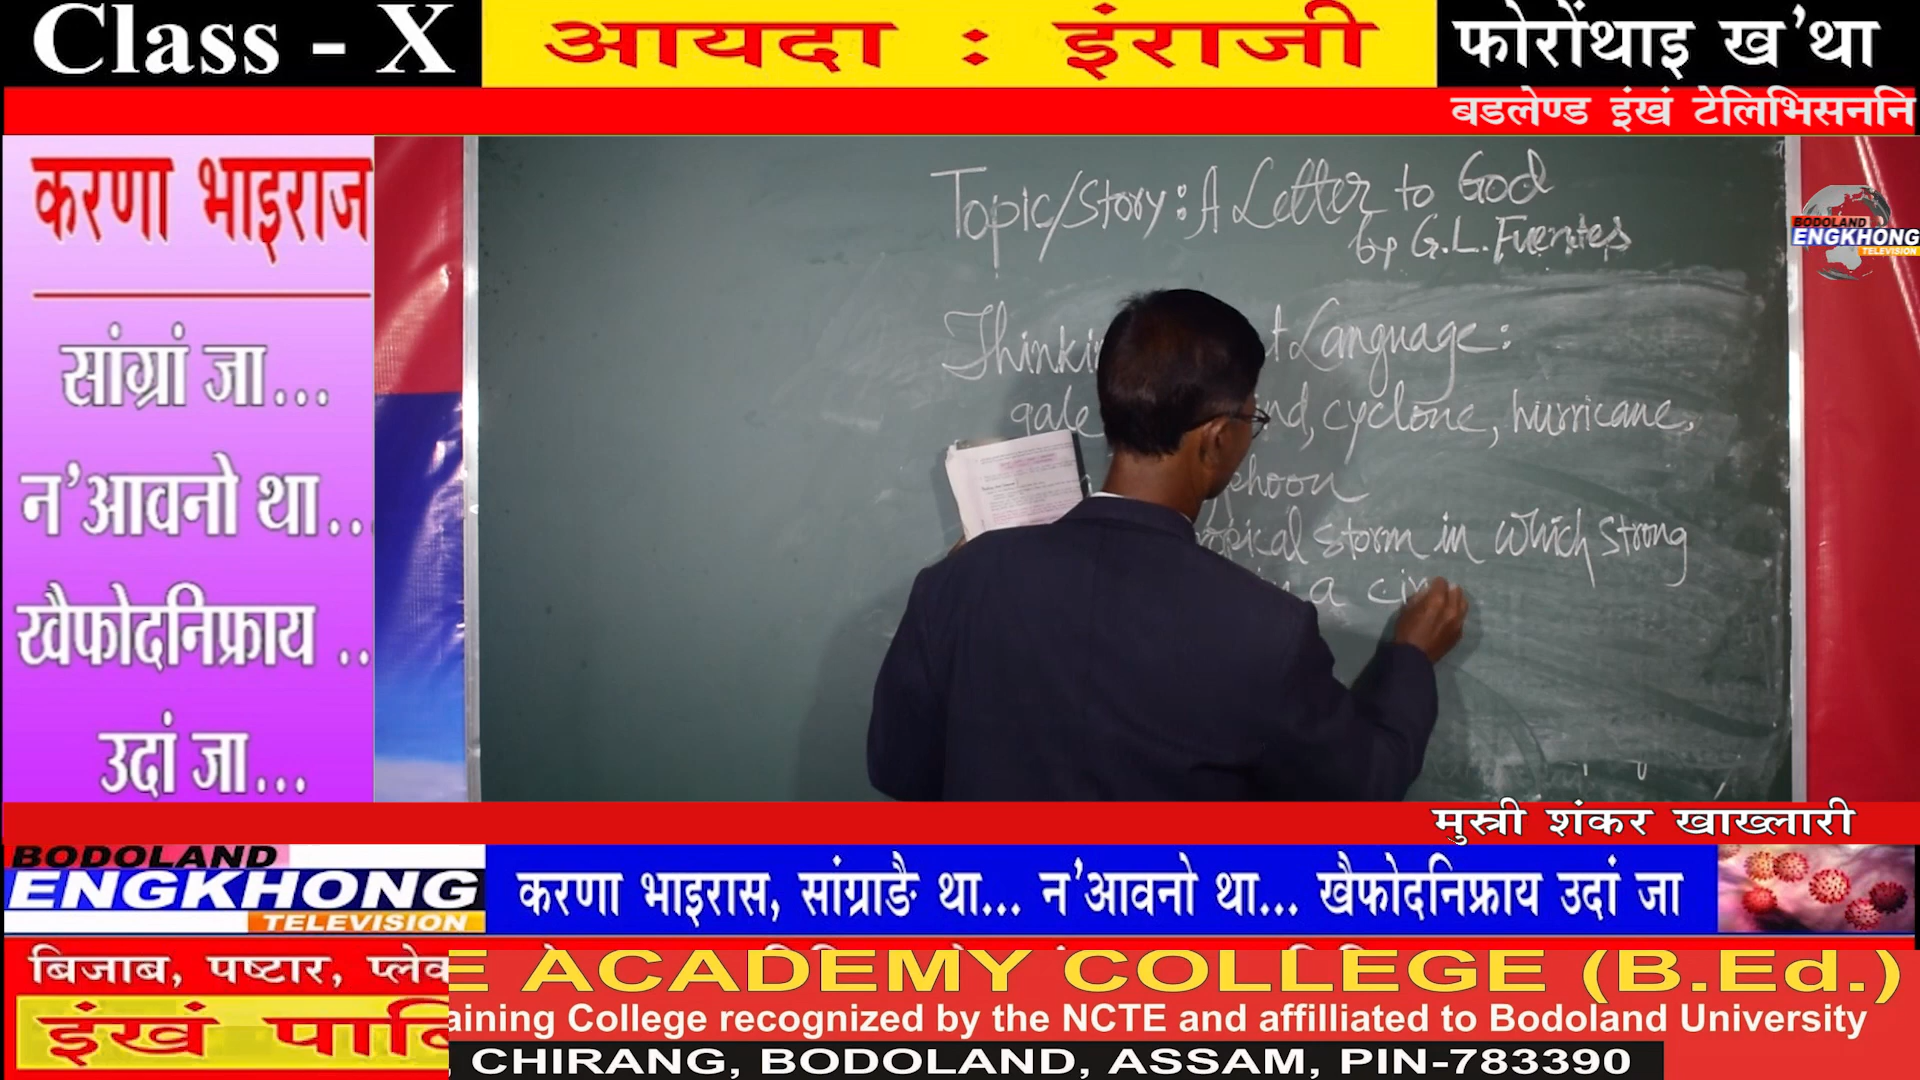 Class - X
आयदा : इंराजी
फोरोंथाइ ख’था
बडलेण्ड इंखं टेलिभिसननि
करणा भाइराज
सांग्रां जा...
न’आवनो था...
खैफोदनिफ्राय ..
उदां जा...
Topic/Story: A Letter to God
by G.L. Fuentes
Language:
gale
cyclone, hurricane,
storm in which strong
a
BODOLAND
ENGKHONG
TELEVISION
मुस्त्री शंकर खाख्लारी
BODOLAND
ENGKHONG
TELEVISION
करणा भाइरास, सांग्राङै था... न’आवनो था... खैफोदनिफ्राय उदां जा
बिजाब, पष्टार,
इंखं
E ACADEMY COLLEGE (B.Ed.)
aining College recognized by the NCTE and affilliated to Bodoland University
, CHIRANG, BODOLAND, ASSAM, PIN-783390